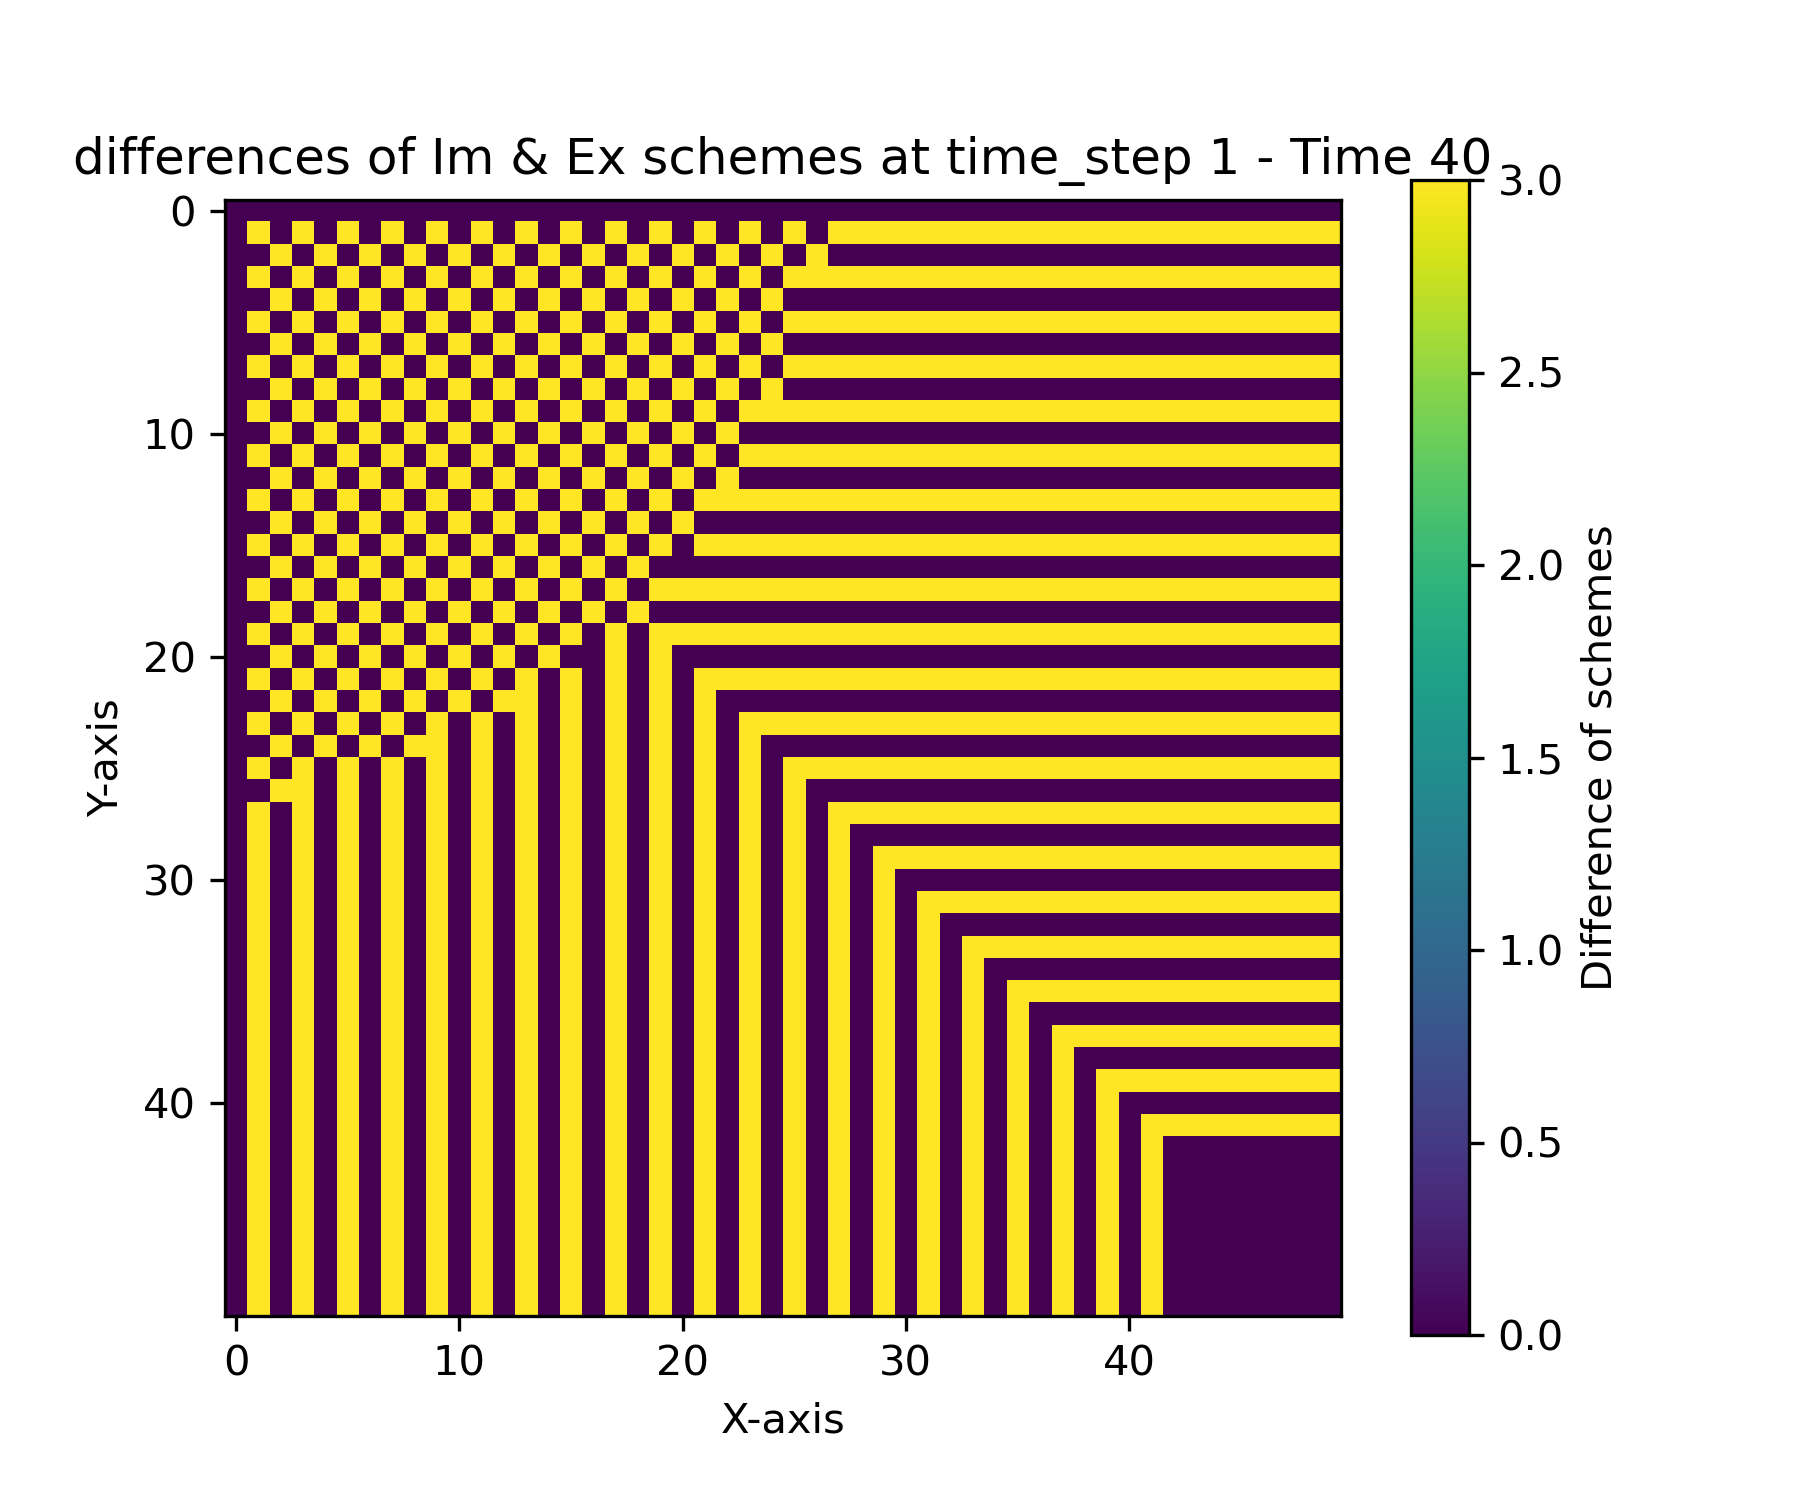 differences of Im & Ex schemes at time_step 1 - Time 40
3.0
2.5
2.0
1.5
1.0
0.5
0.0
Difference of schemes
0
10
20
30
40
Y-axis
0 10 20 30 40
X-axis